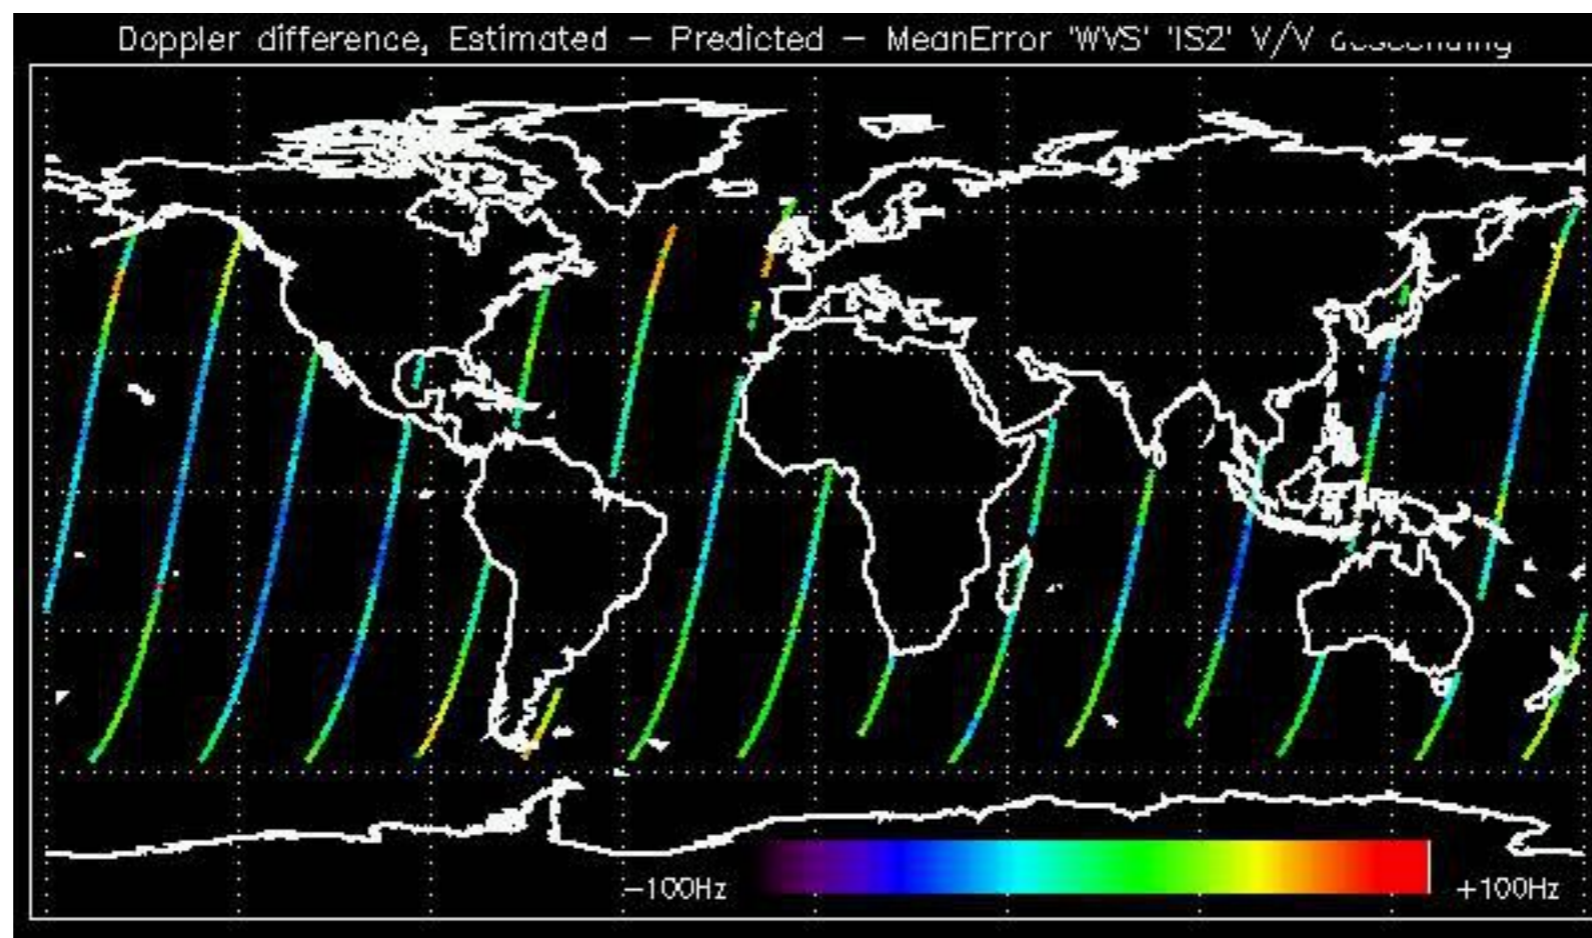 Doppler difference, Estimated – Predicted – MeanError 'WVS' 'IS2' V/V
-100Hz
+100Hz